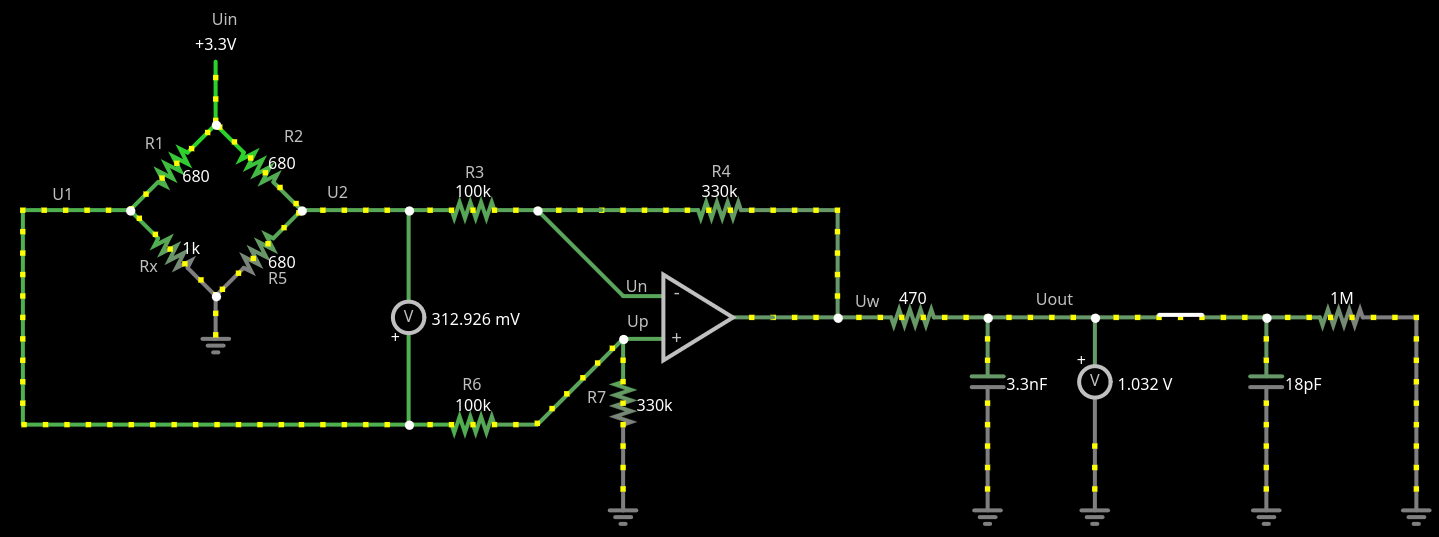 Uin
+3.3V
R1
R2
680
680
U1
U2
R3
100k
R4
330k
Rx
1k
680
R5
Un
-
Up
+
V
+
312.926 mV
Uw
470
Uout
1M
R6
100k
R7
330k
3.3nF
+
V
1.032 V
18pF